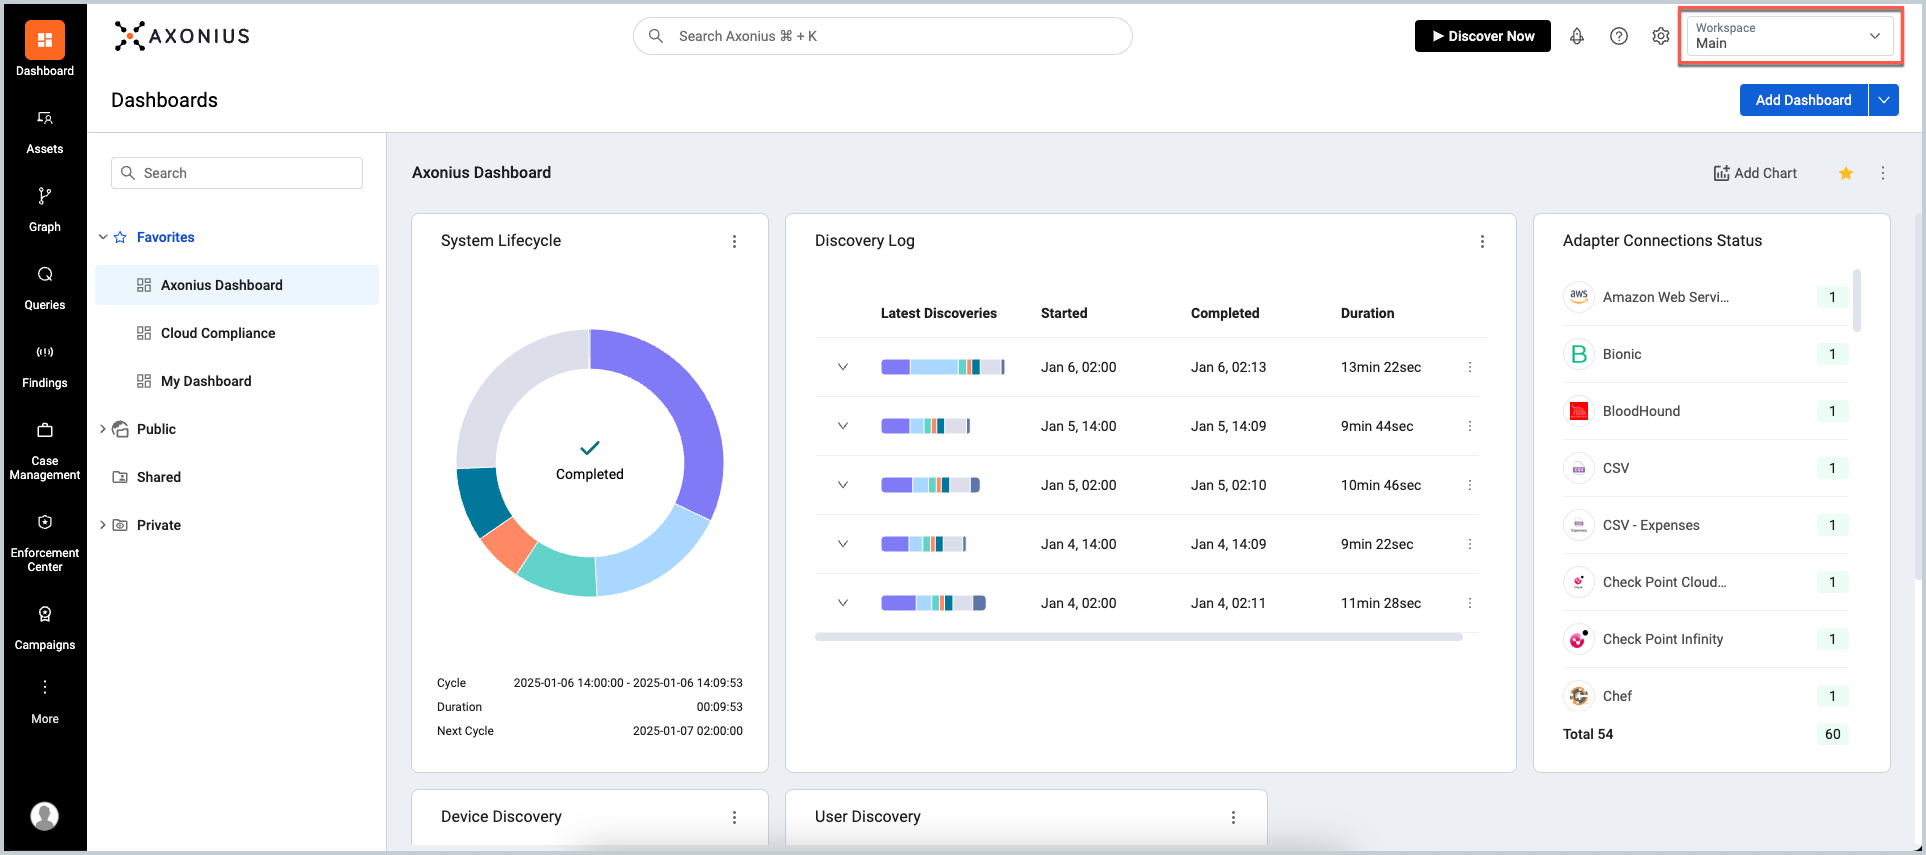 AXONIUS
Search Axonius ⌘ + K
Discover Now
Workspace
Main
Dashboard
Assets
Graph
Queries
Findings
Case
Management
Enforcement
Center
Campaigns
More
Dashboards
Add Dashboard
Search
Favorites
Axonius Dashboard
Cloud Compliance
My Dashboard
Public
Shared
Private
Axonius Dashboard
Add Chart
System Lifecycle
Completed
Cycle 2025-01-06 14:00:00 - 2025-01-06 14:09:53
Duration 00:09:53
Next Cycle 2025-01-07 02:00:00
Discovery Log
Latest Discoveries Started Completed Duration
Jan 6, 02:00 Jan 6, 02:13 13min 22sec
Jan 5, 14:00 Jan 5, 14:09 9min 44sec
Jan 5, 02:00 Jan 5, 02:10 10min 46sec
Jan 4, 14:00 Jan 4, 14:09 9min 22sec
Jan 4, 02:00 Jan 4, 02:11 11min 28sec
Adapter Connections Status
aws Amazon Web Servi... 1
B Bionic 1
BloodHound 1
CSV 1
CSV - Expenses 1
Check Point Cloud... 1
Check Point Infinity 1
Chef 1
Total 54 60
Device Discovery
User Discovery